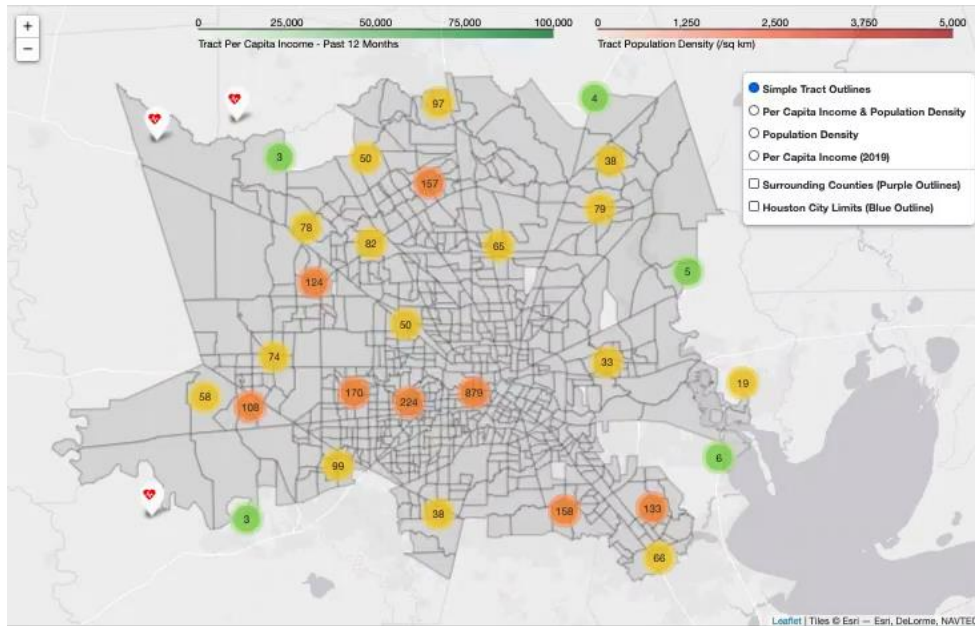 +
−
0 25,000 50,000 75,000 100,000
Tract Per Capita Income - Past 12 Months
0 1,250 2,500 3,750 5,000
Tract Population Density (/sq km)
Simple Tract Outlines
Per Capita Income & Population Density
Population Density
Per Capita Income (2019)
Surrounding Counties (Purple Outlines)
Houston City Limits (Blue Outline)
97
4
3
50
38
157
79
78
82
65
5
124
50
74
33
19
58
108
170
224
879
6
99
3
38
158
133
66
Leaflet | Tiles © Esri — Esri, DeLorme, NAVTEQ